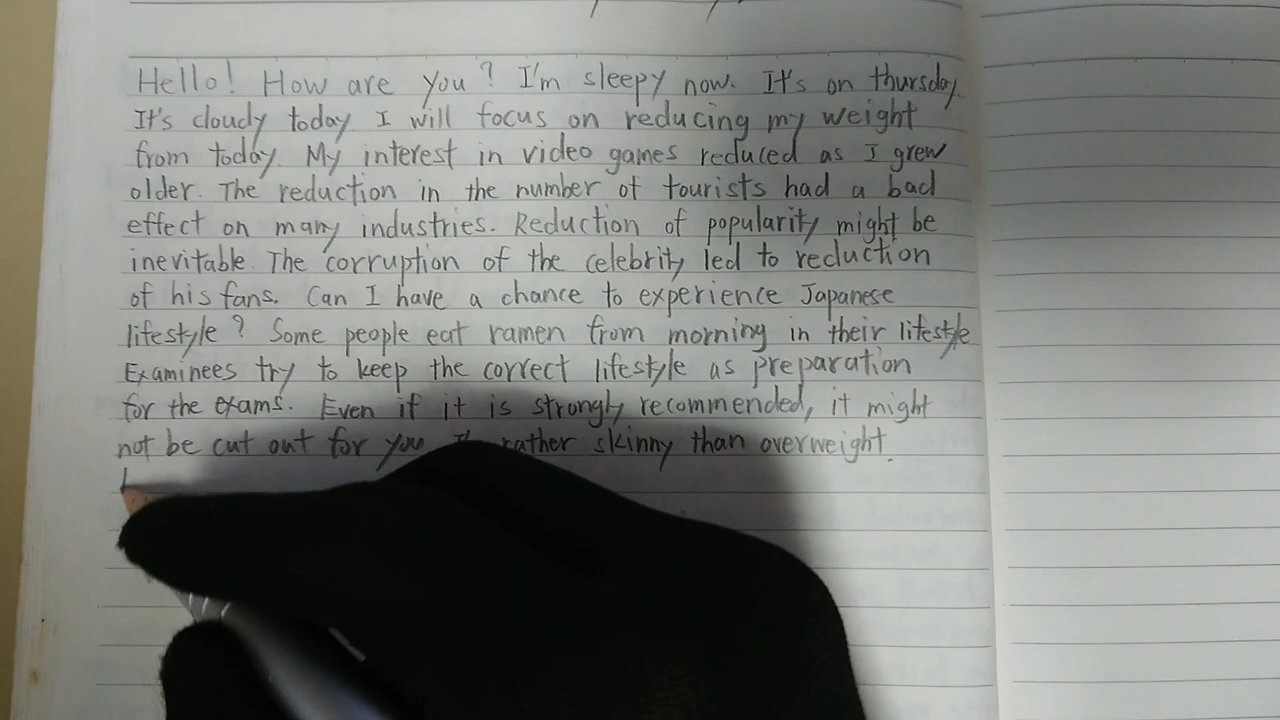 Hello! How are you? I'm sleepy now. It's on thursday.
It's cloudy today. I will focus on reducing my weight
from today. My interest in video games reduced as I grew
older. The reduction in the number of tourists had a bad
effect on many industries. Reduction of popularity might be
inevitable. The corruption of the celebrity led to reduction
of his fans. Can I have a chance to experience Japanese
lifestyle? Some people eat ramen from morning in their lifestyle.
Examinees try to keep the correct lifestyle as preparation
for the exams. Even if it is strongly recommended, it might
not be cut out for you. rather skinny than overweight.